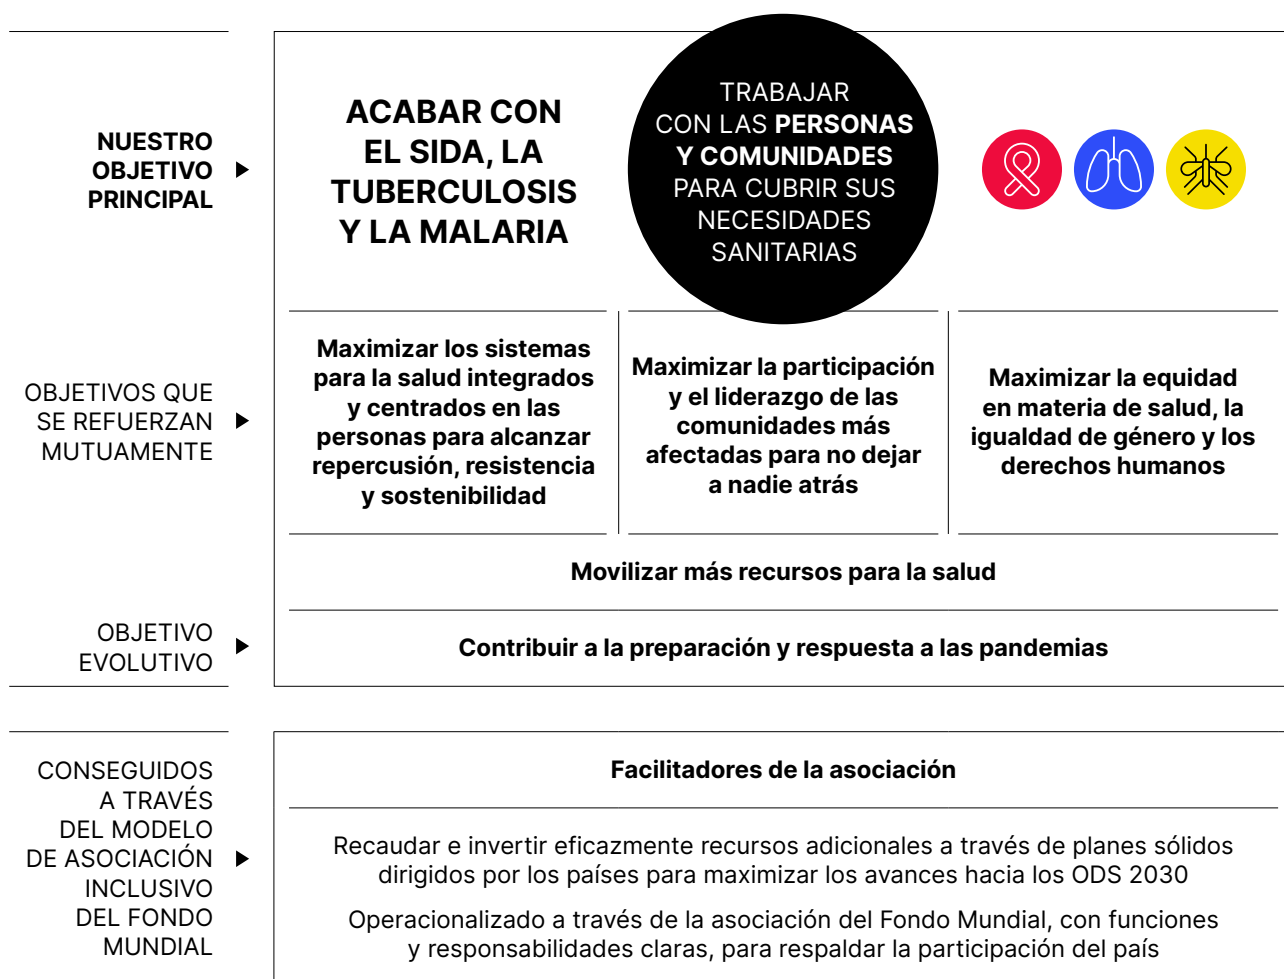 NUESTRO
OBJETIVO
PRINCIPAL
ACABAR CON
EL SIDA, LA
TUBERCULOSIS
Y LA MALARIA
TRABAJAR
CON LAS PERSONAS
Y COMUNIDADES
PARA CUBRIR SUS
NECESIDADES
SANITARIAS
OBJETIVOS QUE
SE REFUERZAN
MUTUAMENTE
Maximizar los sistemas
para la salud integrados
y centrados en las
personas para alcanzar
repercusión, resistencia
y sostenibilidad
Maximizar la participación
y el liderazgo de las
comunidades más
afectadas para no dejar
a nadie atrás
Maximizar la equidad
en materia de salud, la
igualdad de género y los
derechos humanos
Movilizar más recursos para la salud
OBJETIVO
EVOLUTIVO
Contribuir a la preparación y respuesta a las pandemias
CONSEGUIDOS
A TRAVÉS
DEL MODELO
DE ASOCIACIÓN
INCLUSIVO
DEL FONDO
MUNDIAL
Facilitadores de la asociación
Recaudar e invertir eficazmente recursos adicionales a través de planes sólidos
dirigidos por los países para maximizar los avances hacia los ODS 2030
Operacionalizado a través de la asociación del Fondo Mundial, con funciones
y responsabilidades claras, para respaldar la participación del país